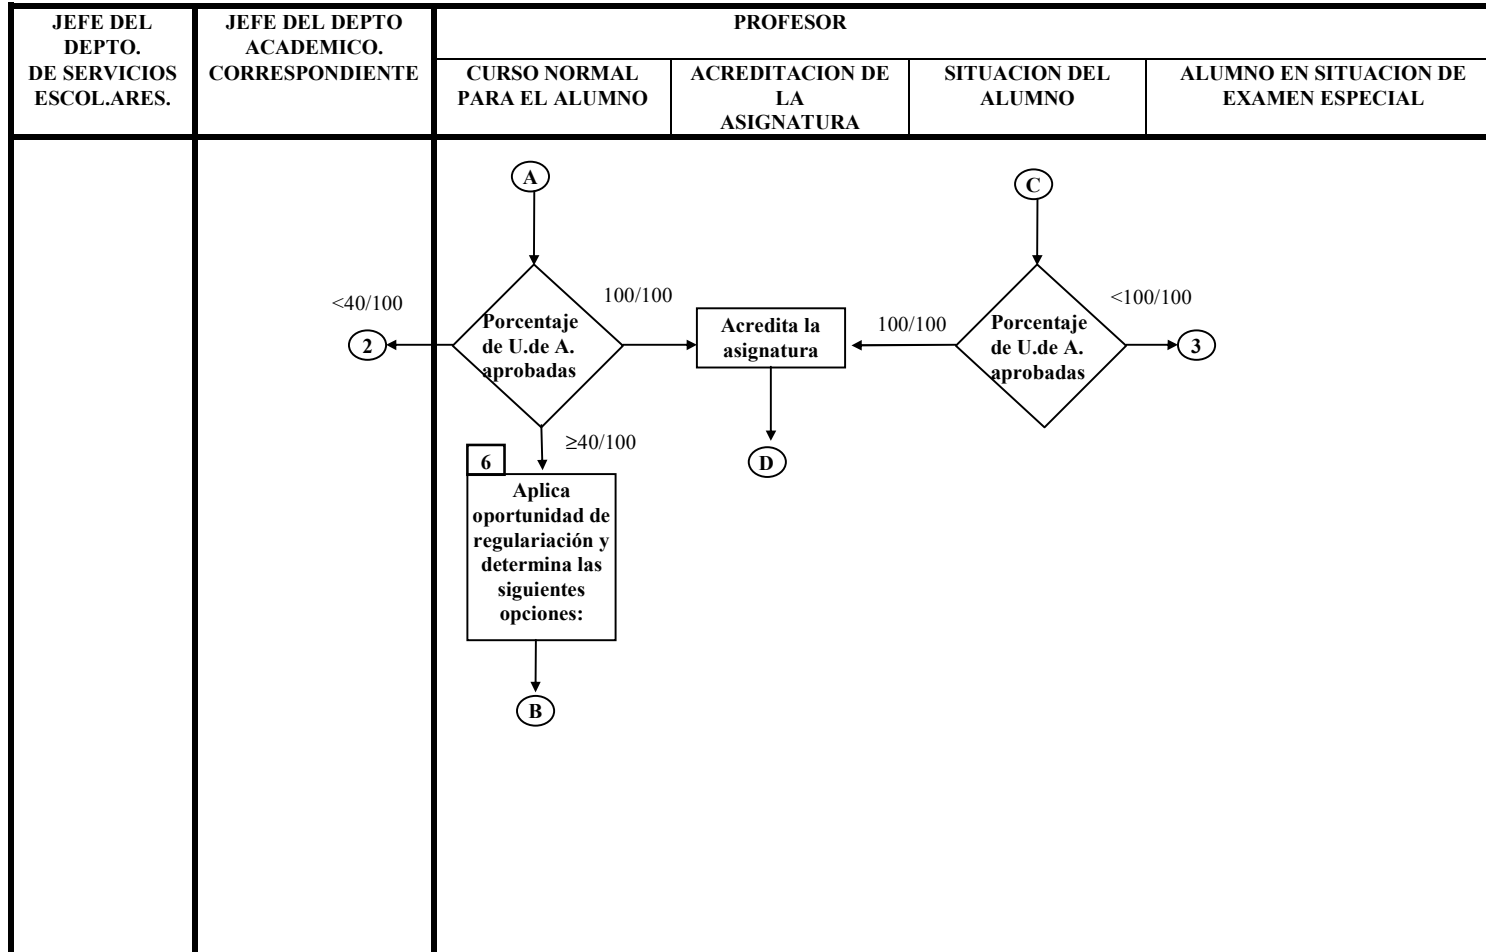 JEFE DEL
DEPTO.
DE SERVICIOS
ESCOL.ARES.
JEFE DEL DEPTO
ACADEMICO.
CORRESPONDIENTE
PROFESOR
CURSO NORMAL
PARA EL ALUMNO
ACREDITACION DE
LA
ASIGNATURA
SITUACION DEL
ALUMNO
ALUMNO EN SITUACION DE
EXAMEN ESPECIAL
A
C
<40/100
100/100
100/100
<100/100
2
Porcentaje
de U.de A.
aprobadas
Acredita la
asignatura
Porcentaje
de U.de A.
aprobadas
3
≥40/100
D
6
Aplica
oportunidad de
regulariación y
determina las
siguientes
opciones:
B